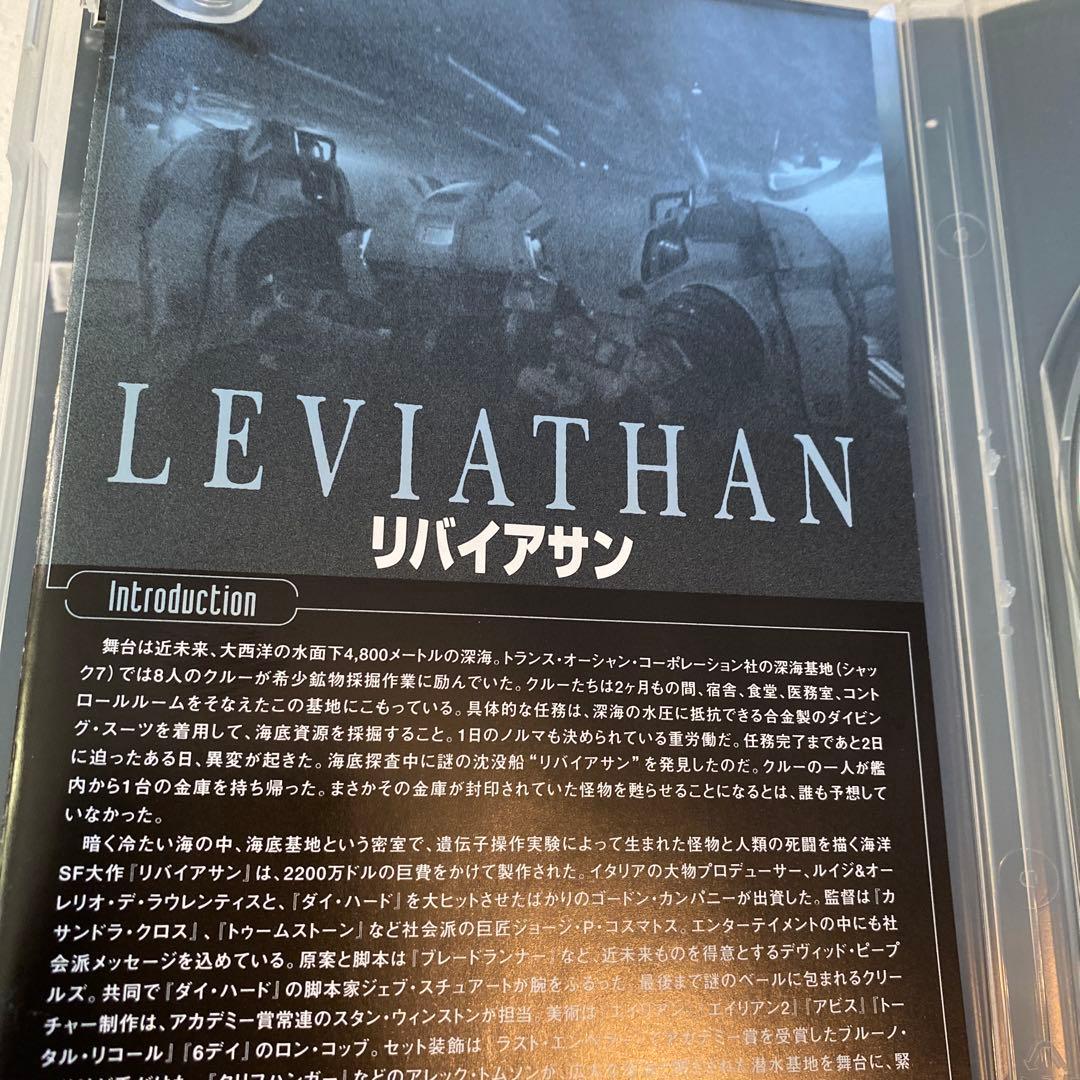 LEVIATHAN
リバイアサン
Introduction
舞台は近未来、大西洋の水面下4,800メートルの深海。トランス・オーシャン・コーポレーション社の深海基地（シャッ
ク7）では8人のクルーが希少鉱物採掘作業に励んでいた。クルーたちは2ヶ月もの間、宿舎、食堂、医務室、コント
ロールルームをそなえたこの基地にこもっている。具体的な任務は、深海の水圧に抵抗できる合金製のダイビン
グ・スーツを着用して、海底資源を採掘すること。1日のノルマも決められている重労働だ。任務完了まであと2日
に迫ったある日、異変が起きた。海底探査中に謎の沈没船“リバイアサン”を発見したのだ。クルーの一人が艦
内から1台の金庫を持ち帰った。まさかその金庫が封印されていた怪物を甦らせることになるとは、誰も予想して
いなかった。
暗く冷たい海の中、海底基地という密室で、遺伝子操作実験によって生まれた怪物と人類の死闘を描く海洋
SF大作『リバイアサン』は、2200万ドルの巨費をかけて製作された。イタリアの大物プロデューサー、ルイジ&オー
レリオ・デ・ラウレンティスと、『ダイ・ハード』を大ヒットさせたばかりのゴードン・カンパニーが出資した。監督は『カ
サンドラ・クロス』、『トゥームストーン』など社会派の巨匠ジョージ・P・コスマトス。エンターテイメントの中にも社
会派メッセージを込めている。原案と脚本は『ブレードランナー』など、近未来ものを得意とするデヴィッド・ピープ
ルズ。共同で『ダイ・ハード』の脚本家ジェブ・スチュアートが腕をふるった。最後まで謎のベールに包まれるクリー
チャー制作は、アカデミー賞常連のスタン・ウィンストンが担当。美術は『エイリアン』『エイリアン2』『アビス』『トー
タル・リコール』『6デイ』のロン・コッブ。セット装飾は『ラスト・エンペラー』でアカデミー賞を受賞したブルーノ・
『クリフハンガー』などのアレック・トムソンが、 潜水基地を舞台に、緊